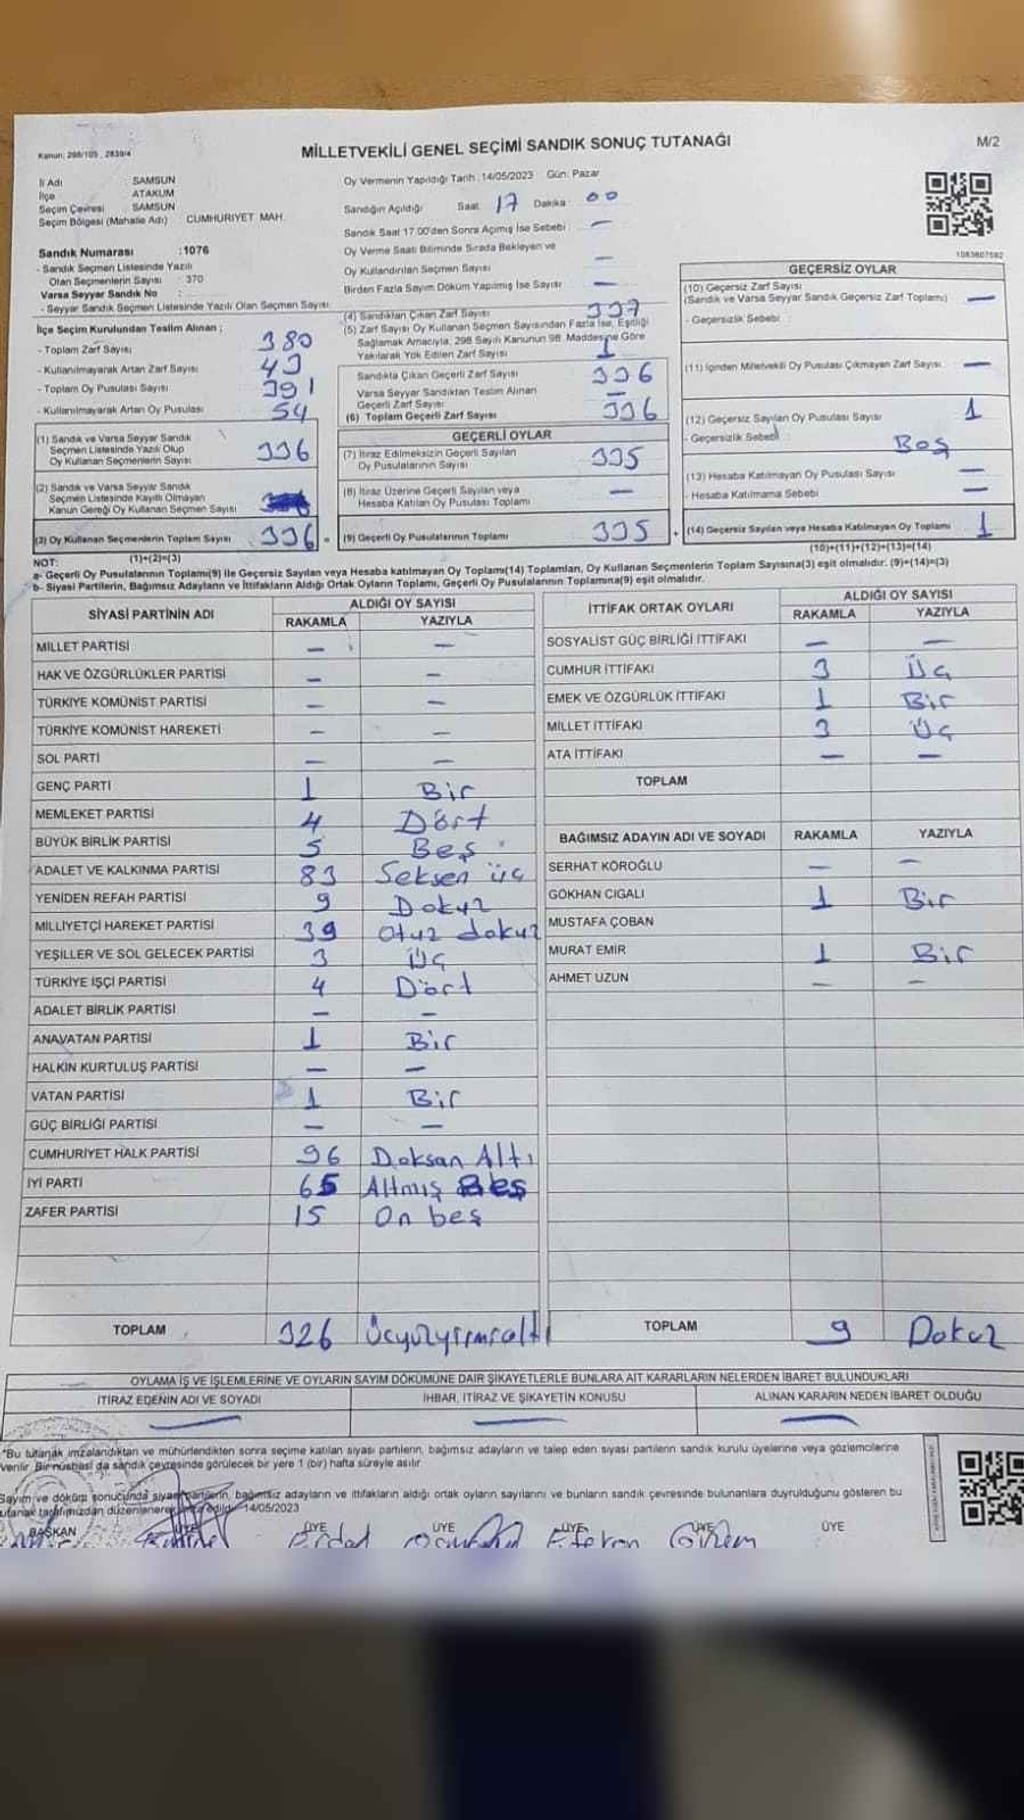 Kanun: 298/105, 2839/4
MİLLETVEKİLİ GENEL SEÇİMİ SANDIK SONUÇ TUTANAĞI
M/2
İl Adı : SAMSUN
İlçe : ATAKUM
Seçim Çevresi : SAMSUN
Seçim Bölgesi (Mahalle Adı) : CUMHURİYET MAH.
Oy Vermenin Yapıldığı Tarih : 14/05/2023 Gün: Pazar
Sandığın Açıldığı Saat : 17 Dakika : 00
Sandık Saat 17.00'den Sonra Açılmış İse Sebebi : —
Oy Verme Saati Bitiminde Sırada Bekleyen ve
Oy Kullandırılan Seçmen Sayısı —
Birden Fazla Sayım Döküm Yapılmış İse Sayısı —
1083607592
Sandık Numarası : 1076
- Sandık Seçmen Listesinde Yazılı
Olan Seçmenlerin Sayısı : 370
Varsa Seyyar Sandık No :
- Seyyar Sandık Seçmen Listesinde Yazılı Olan Seçmen Sayısı:
İlçe Seçim Kurulundan Teslim Alınan ;
- Toplam Zarf Sayısı 380
- Kullanılmayarak Artan Zarf Sayısı 43
- Toplam Oy Pusulası Sayısı 391
- Kullanılmayarak Artan Oy Pusulası 54
(1) Sandık ve Varsa Seyyar Sandık
Seçmen Listesinde Yazılı Olup
Oy Kullanan Seçmenlerin Sayısı 336
(2) Sandık ve Varsa Seyyar Sandık
Seçmen Listesinde Kayıtlı Olmayan
Kanun Gereği Oy Kullanan Seçmen Sayısı
(3) Oy Kullanan Seçmenlerin Toplam Sayısı 336 =
(1)+(2)=(3)
(4) Sandıktan Çıkan Zarf Sayısı 337
(5) Zarf Sayısı Oy Kullanan Seçmen Sayısından Fazla İse, Eşitliği
Sağlamak Amacıyla, 298 Sayılı Kanunun 98. Maddesine Göre
Yakılarak Yok Edilen Zarf Sayısı 1
Sandıkta Çıkan Geçerli Zarf Sayısı 336
Varsa Seyyar Sandıktan Teslim Alınan
Geçerli Zarf Sayısı —
(6) Toplam Geçerli Zarf Sayısı 336
GEÇERLİ OYLAR
(7) İtiraz Edilmeksizin Geçerli Sayılan
Oy Pusulalarının Sayısı 335
(8) İtiraz Üzerine Geçerli Sayılan veya
Hesaba Katılan Oy Pusulası Toplamı —
(9) Geçerli Oy Pusulalarının Toplamı 335 +
GEÇERSİZ OYLAR
(10) Geçersiz Zarf Sayısı
(Sandık ve Varsa Seyyar Sandık Geçersiz Zarf Toplamı) —
- Geçersizlik Sebebi :
(11) İçinden Milletvekili Oy Pusulası Çıkmayan Zarf Sayısı —
(12) Geçersiz Sayılan Oy Pusulası Sayısı 1
- Geçersizlik Sebebi : Boş
(13) Hesaba Katılmayan Oy Pusulası Sayısı —
- Hesaba Katılmama Sebebi —
(14) Geçersiz Sayılan veya Hesaba Katılmayan Oy Toplamı 1
(10)+(11)+(12)+(13)=(14)
NOT:
a- Geçerli Oy Pusulalarının Toplamı(9) ile Geçersiz Sayılan veya Hesaba katılmayan Oy Toplamı(14) Toplamları, Oy Kullanan Seçmenlerin Toplam Sayısına(3) eşit olmalıdır. (9)+(14)=(3)
b- Siyasi Partilerin, Bağımsız Adayların ve İttifakların Aldığı Ortak Oyların Toplamı, Geçerli Oy Pusulalarının Toplamına(9) eşit olmalıdır.
SİYASİ PARTİNİN ADI ALDIĞI OY SAYISI
RAKAMLA YAZIYLA
MİLLET PARTİSİ — —
HAK VE ÖZGÜRLÜKLER PARTİSİ — —
TÜRKİYE KOMÜNİST PARTİSİ — —
TÜRKİYE KOMÜNİST HAREKETİ — —
SOL PARTİ — —
GENÇ PARTİ 1 Bir
MEMLEKET PARTİSİ 4 Dört
BÜYÜK BİRLİK PARTİSİ 5 Beş
ADALET VE KALKINMA PARTİSİ 83 Seksen üç
YENİDEN REFAH PARTİSİ 9 Dokuz
MİLLİYETÇİ HAREKET PARTİSİ 39 otuz dokuz
YEŞİLLER VE SOL GELECEK PARTİSİ 3 Üç
TÜRKİYE İŞÇİ PARTİSİ 4 Dört
ADALET BİRLİK PARTİSİ — —
ANAVATAN PARTİSİ 1 Bir
HALKIN KURTULUŞ PARTİSİ — —
VATAN PARTİSİ 1 Bir
GÜÇ BİRLİĞİ PARTİSİ — —
CUMHURİYET HALK PARTİSİ 96 Doksan Altı
İYİ PARTİ 65 Altmış Beş
ZAFER PARTİSİ 15 On beş
TOPLAM 326 Üçyüzyirmialtı
İTTİFAK ORTAK OYLARI ALDIĞI OY SAYISI
RAKAMLA YAZIYLA
SOSYALİST GÜÇ BİRLİĞİ İTTİFAKI — —
CUMHUR İTTİFAKI 3 Üç
EMEK VE ÖZGÜRLÜK İTTİFAKI 1 Bir
MİLLET İTTİFAKI 3 Üç
ATA İTTİFAKI — —
TOPLAM
BAĞIMSIZ ADAYIN ADI VE SOYADI RAKAMLA YAZIYLA
SERHAT KÖROĞLU — —
GÖKHAN CIGALI 1 Bir
MUSTAFA ÇOBAN
MURAT EMİR 1 Bir
AHMET UZUN — —
TOPLAM 9 Dokuz
OYLAMA İŞ VE İŞLEMLERİNE VE OYLARIN SAYIM DÖKÜMÜNE DAİR ŞİKAYETLERLE BUNLARA AİT KARARLARIN NELERDEN İBARET BULUNDUKLARI
İTİRAZ EDENİN ADI VE SOYADI İHBAR, İTİRAZ VE ŞİKAYETİN KONUSU ALINAN KARARIN NEDEN İBARET OLDUĞU
— — —
"Bu tutanak imzalandıktan ve mühürlendikten sonra seçime katılan siyasi partilerin, bağımsız adayların ve talep eden siyasi partilerin sandık kurulu üyelerine veya gözlemcilerine
verilir. Bir nüshası da sandık çevresinde görülecek bir yere 1 (bir) hafta süreyle asılır
Sayım ve döküm sonucunda siyasi partilerin, bağımsız adayların ve ittifakların aldığı ortak oyların sayılarını ve bunların sandık çevresinde bulunanlara duyrulduğunu gösteren bu
tutanak tarafımızdan düzenlenerek imza edildi. 14/05/2023
BAŞKAN ÜYE ÜYE ÜYE ÜYE ÜYE ÜYE